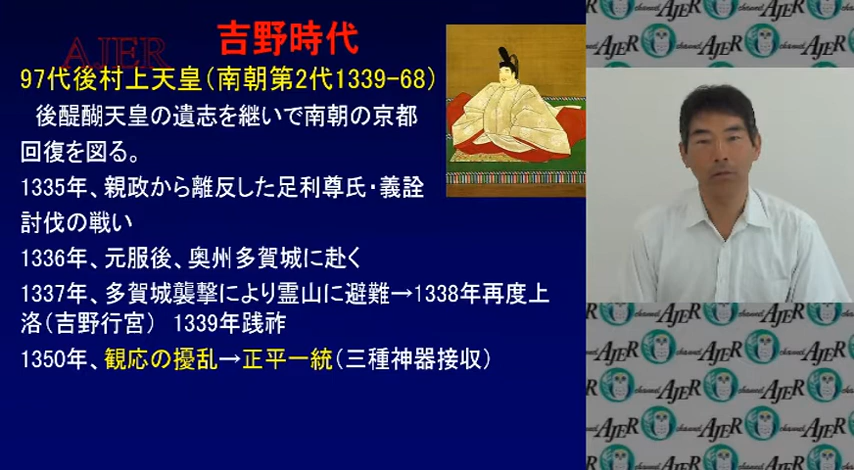 吉野時代
AJER
97代後村上天皇(南朝第2代1339-68)
後醍醐天皇の遺志を継いで南朝の京都
回復を図る。
1335年、親政から離反した足利尊氏・義詮
討伐の戦い
1336年、元服後、奥州多賀城に赴く
1337年、多賀城襲撃により霊山に避難→1338年再度上
洛(吉野行宮) 1339年践祚
1350年、観応の擾乱→正平一統(三種神器接収)
AJER channel